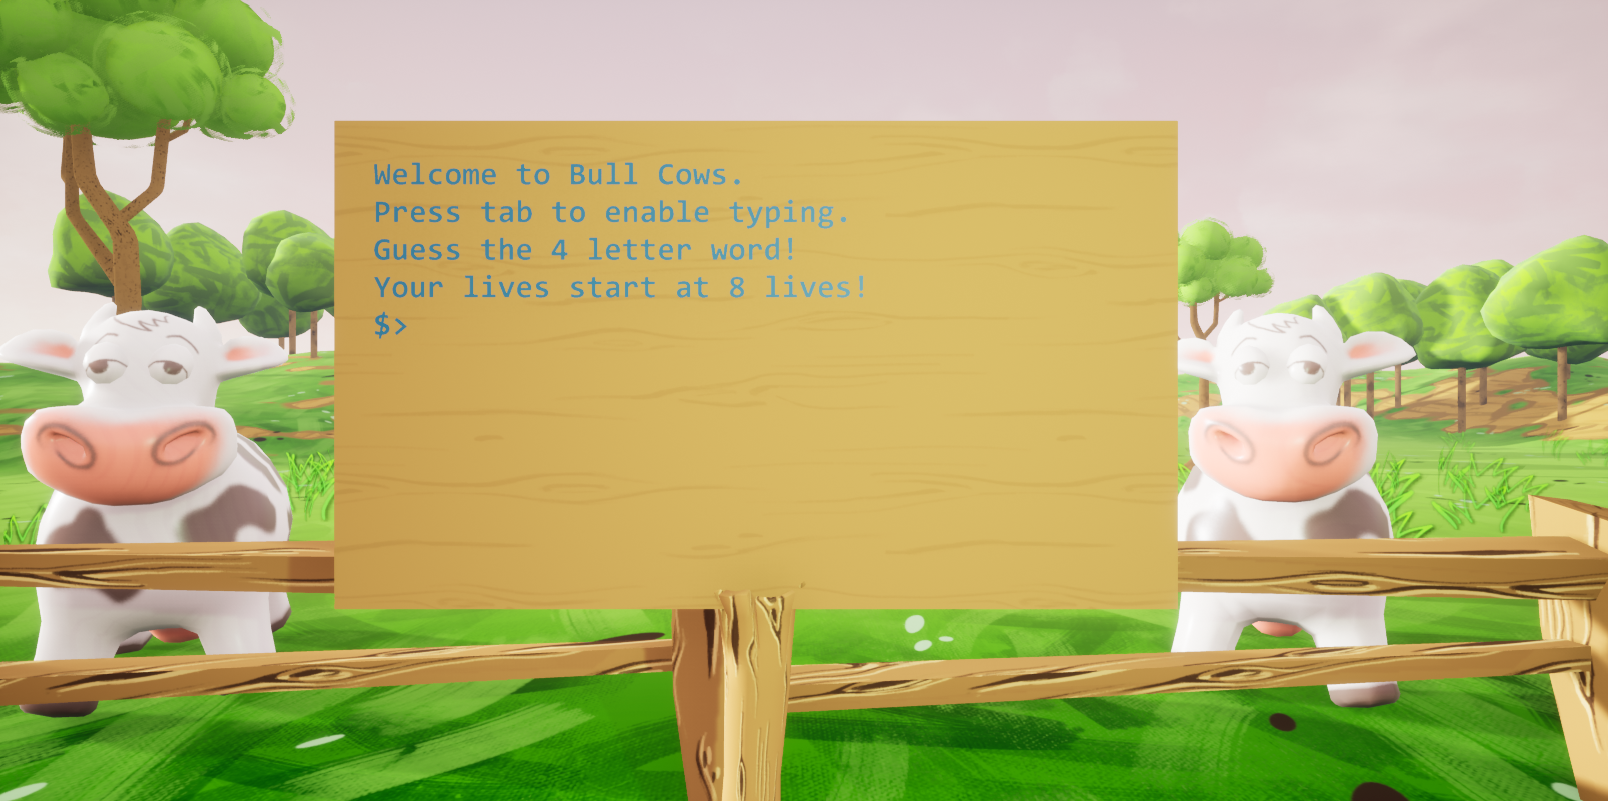 Welcome to Bull Cows.
Press tab to enable typing.
Guess the 4 letter word!
Your lives start at 8 lives!
$>